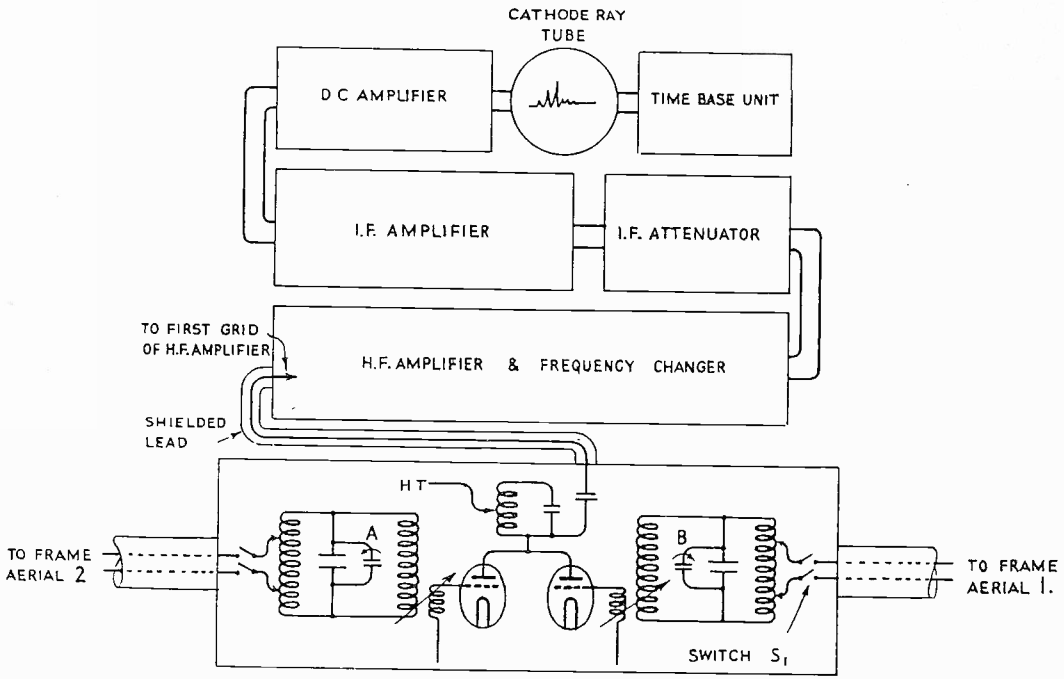 CATHODE RAY
TUBE
D C AMPLIFIER
TIME BASE UNIT
I.F. AMPLIFIER
I.F. ATTENUATOR
TO FIRST GRID
OF H.F. AMPLIFIER
H.F. AMPLIFIER & FREQUENCY CHANGER
SHIELDED
LEAD
H T
A
B
TO FRAME
AERIAL 2
TO FRAME
AERIAL 1.
SWITCH S1